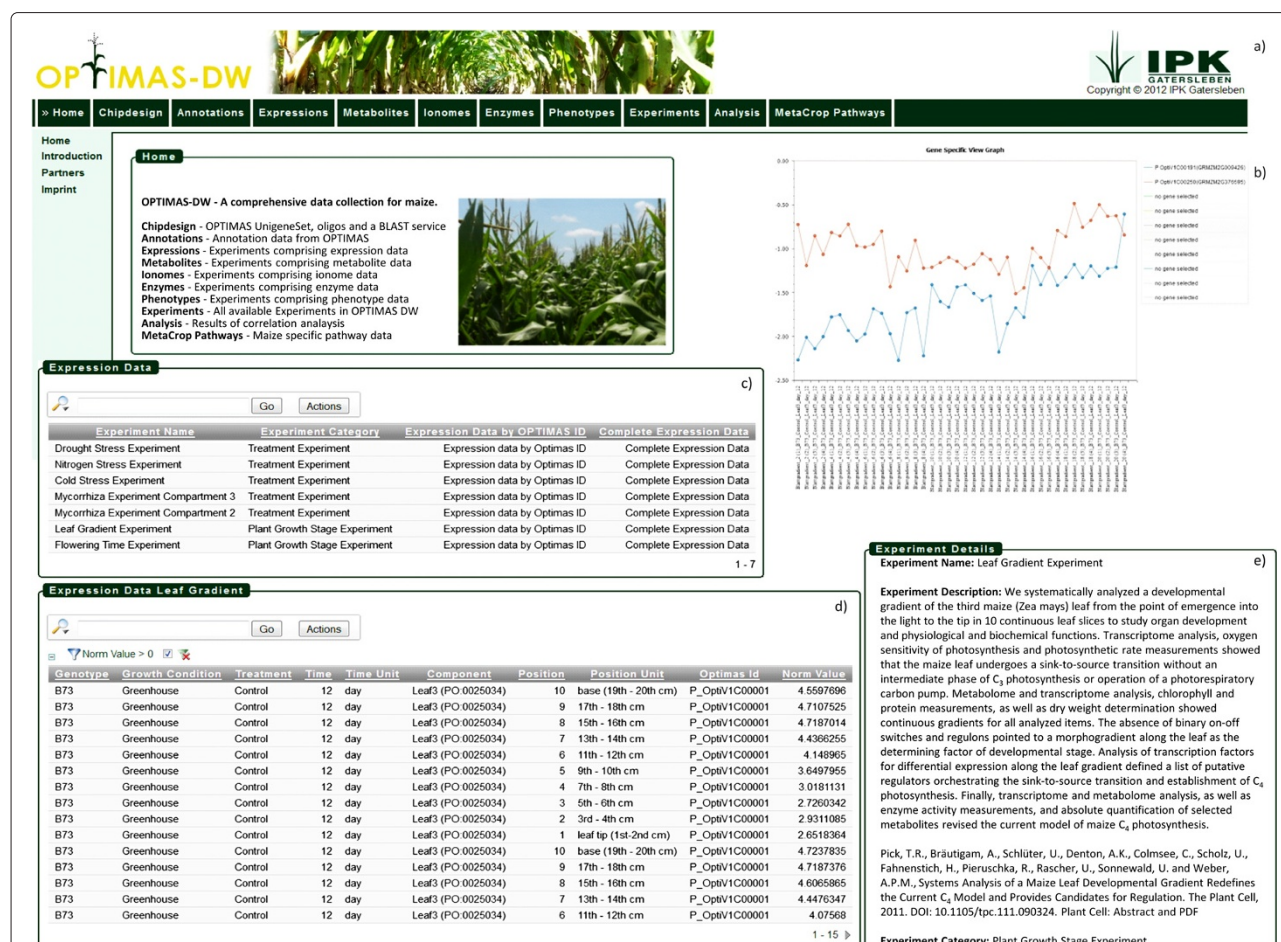 OPTIMAS-DW
IPK
GATERSLEBEN
Copyright © 2012 IPK Gatersleben
a)
» Home Chipdesign Annotations Expressions Metabolites Ionomes Enzymes Phenotypes Experiments Analysis MetaCrop Pathways
Home
Introduction
Partners
Imprint
Home
OPTIMAS-DW - A comprehensive data collection for maize.
Chipdesign - OPTIMAS UnigeneSet, oligos and a BLAST service
Annotations - Annotation data from OPTIMAS
Expressions - Experiments comprising expression data
Metabolites - Experiments comprising metabolite data
Ionomes - Experiments comprising ionome data
Enzymes - Experiments comprising enzyme data
Phenotypes - Experiments comprising phenotype data
Experiments - All available Experiments in OPTIMAS DW
Analysis - Results of correlation analaysis
MetaCrop Pathways - Maize specific pathway data
b)
Gene Specific View Graph
0.00
-0.50
-1.00
-1.50
-2.00
-2.50
no gene selected
no gene selected
no gene selected
no gene selected
no gene selected
no gene selected
no gene selected
no gene selected
Expression Data
c)
Go Actions
Experiment Name Experiment Category Expression Data by OPTIMAS ID Complete Expression Data
Drought Stress Experiment Treatment Experiment Expression data by Optimas ID Complete Expression Data
Nitrogen Stress Experiment Treatment Experiment Expression data by Optimas ID Complete Expression Data
Cold Stress Experiment Treatment Experiment Expression data by Optimas ID Complete Expression Data
Mycorrhiza Experiment Compartment 3 Treatment Experiment Expression data by Optimas ID Complete Expression Data
Mycorrhiza Experiment Compartment 2 Treatment Experiment Expression data by Optimas ID Complete Expression Data
Leaf Gradient Experiment Plant Growth Stage Experiment Expression data by Optimas ID Complete Expression Data
Flowering Time Experiment Plant Growth Stage Experiment Expression data by Optimas ID Complete Expression Data
1 - 7
Expression Data Leaf Gradient
d)
Go Actions
Norm Value > 0
Genotype Growth Condition Treatment Time Time Unit Component Position Position Unit Optimas Id Norm Value
B73 Greenhouse Control 12 day Leaf3 (PO:0025034) 10 base (19th - 20th cm) P_OptiV1C00001 4.5597696
B73 Greenhouse Control 12 day Leaf3 (PO:0025034) 9 17th - 18th cm P_OptiV1C00001 4.7107525
B73 Greenhouse Control 12 day Leaf3 (PO:0025034) 8 15th - 16th cm P_OptiV1C00001 4.7187014
B73 Greenhouse Control 12 day Leaf3 (PO:0025034) 7 13th - 14th cm P_OptiV1C00001 4.4366255
B73 Greenhouse Control 12 day Leaf3 (PO:0025034) 6 11th - 12th cm P_OptiV1C00001 4.148965
B73 Greenhouse Control 12 day Leaf3 (PO:0025034) 5 9th - 10th cm P_OptiV1C00001 3.6497955
B73 Greenhouse Control 12 day Leaf3 (PO:0025034) 4 7th - 8th cm P_OptiV1C00001 3.0181131
B73 Greenhouse Control 12 day Leaf3 (PO:0025034) 3 5th - 6th cm P_OptiV1C00001 2.7260342
B73 Greenhouse Control 12 day Leaf3 (PO:0025034) 2 3rd - 4th cm P_OptiV1C00001 2.9311085
B73 Greenhouse Control 12 day Leaf3 (PO:0025034) 1 leaf tip (1st-2nd cm) P_OptiV1C00001 2.6518364
B73 Greenhouse Control 12 day Leaf3 (PO:0025034) 10 base (19th - 20th cm) P_OptiV1C00001 4.7237835
B73 Greenhouse Control 12 day Leaf3 (PO:0025034) 9 17th - 18th cm P_OptiV1C00001 4.7187376
B73 Greenhouse Control 12 day Leaf3 (PO:0025034) 8 15th - 16th cm P_OptiV1C00001 4.6065865
B73 Greenhouse Control 12 day Leaf3 (PO:0025034) 7 13th - 14th cm P_OptiV1C00001 4.4476347
B73 Greenhouse Control 12 day Leaf3 (PO:0025034) 6 11th - 12th cm P_OptiV1C00001 4.07568
1 - 15
Experiment Details
e)
Experiment Name: Leaf Gradient Experiment
Experiment Description: We systematically analyzed a developmental
gradient of the third maize (Zea mays) leaf from the point of emergence into
the light to the tip in 10 continuous leaf slices to study organ development
and physiological and biochemical functions. Transcriptome analysis, oxygen
sensitivity of photosynthesis and photosynthetic rate measurements showed
that the maize leaf undergoes a sink-to-source transition without an
intermediate phase of C₃ photosynthesis or operation of a photorespiratory
carbon pump. Metabolome and transcriptome analysis, chlorophyll and
protein measurements, as well as dry weight determination showed
continuous gradients for all analyzed items. The absence of binary on-off
switches and regulons pointed to a morphogradient along the leaf as the
determining factor of developmental stage. Analysis of transcription factors
for differential expression along the leaf gradient defined a list of putative
regulators orchestrating the sink-to-source transition and establishment of C₄
photosynthesis. Finally, transcriptome and metabolome analysis, as well as
enzyme activity measurements, and absolute quantification of selected
metabolites revised the current model of maize C₄ photosynthesis.
Pick, T.R., Bräutigam, A., Schlüter, U., Denton, A.K., Colmsee, C., Scholz, U.,
Fahnenstich, H., Pieruschka, R., Rascher, U., Sonnewald, U. and Weber,
A.P.M., Systems Analysis of a Maize Leaf Developmental Gradient Redefines
the Current C₄ Model and Provides Candidates for Regulation. The Plant Cell,
2011. DOI: 10.1105/tpc.111.090324. Plant Cell: Abstract and PDF
Experiment Category: Plant Growth Stage Experiment